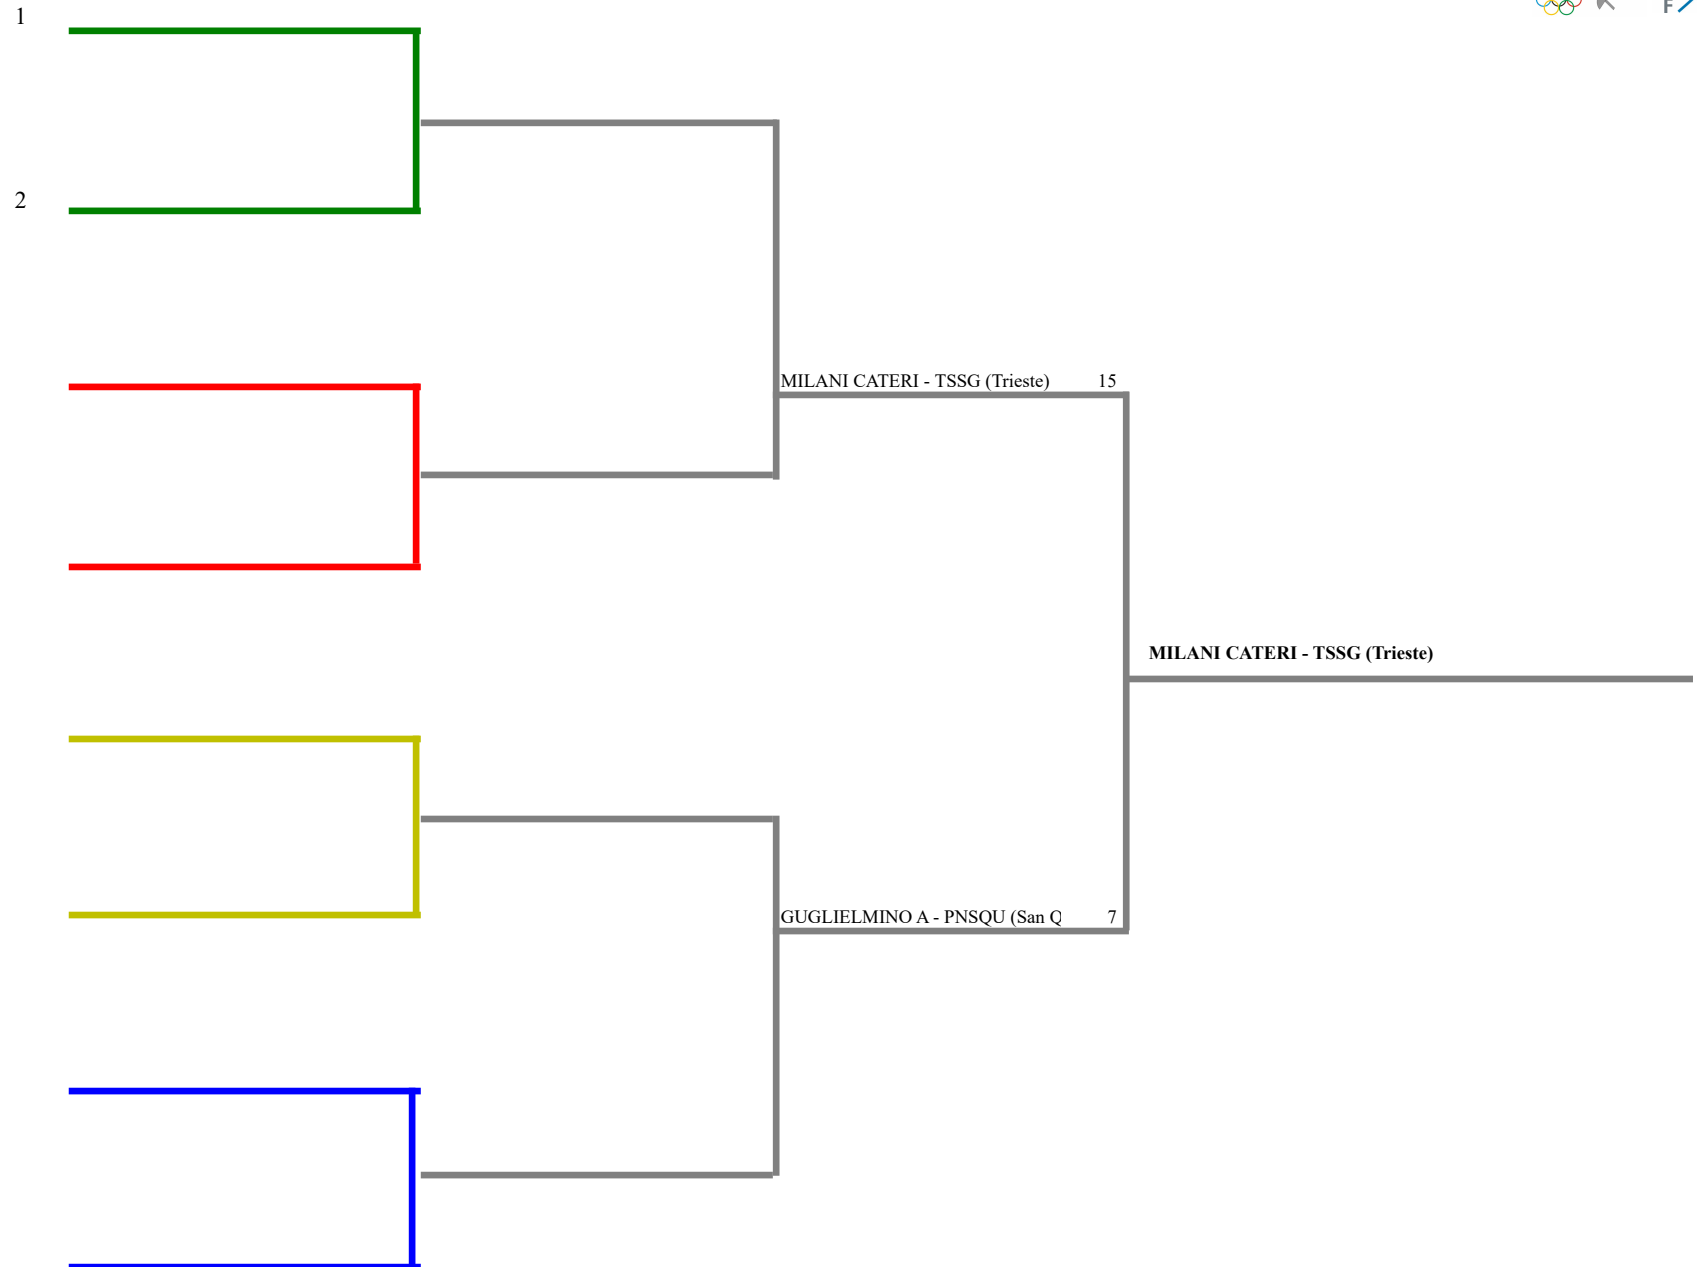 1
2
MILANI CATERI - TSSG (Trieste) 15
MILANI CATERI - TSSG (Trieste)
GUGLIELMINO A - PNSQU (San Q 7
F